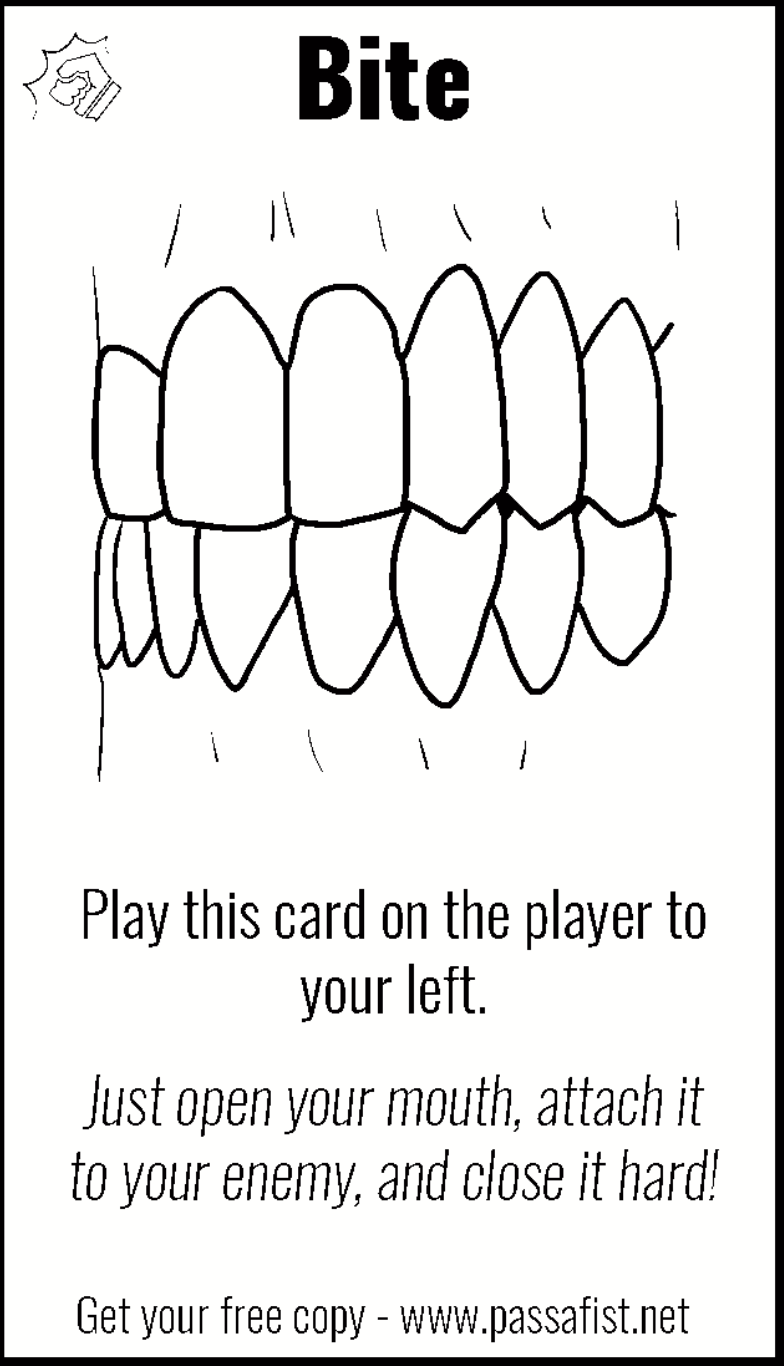 Bite
Play this card on the player to
your left.
Just open your mouth, attach it
to your enemy, and close it hard!
Get your free copy - www.passafist.net